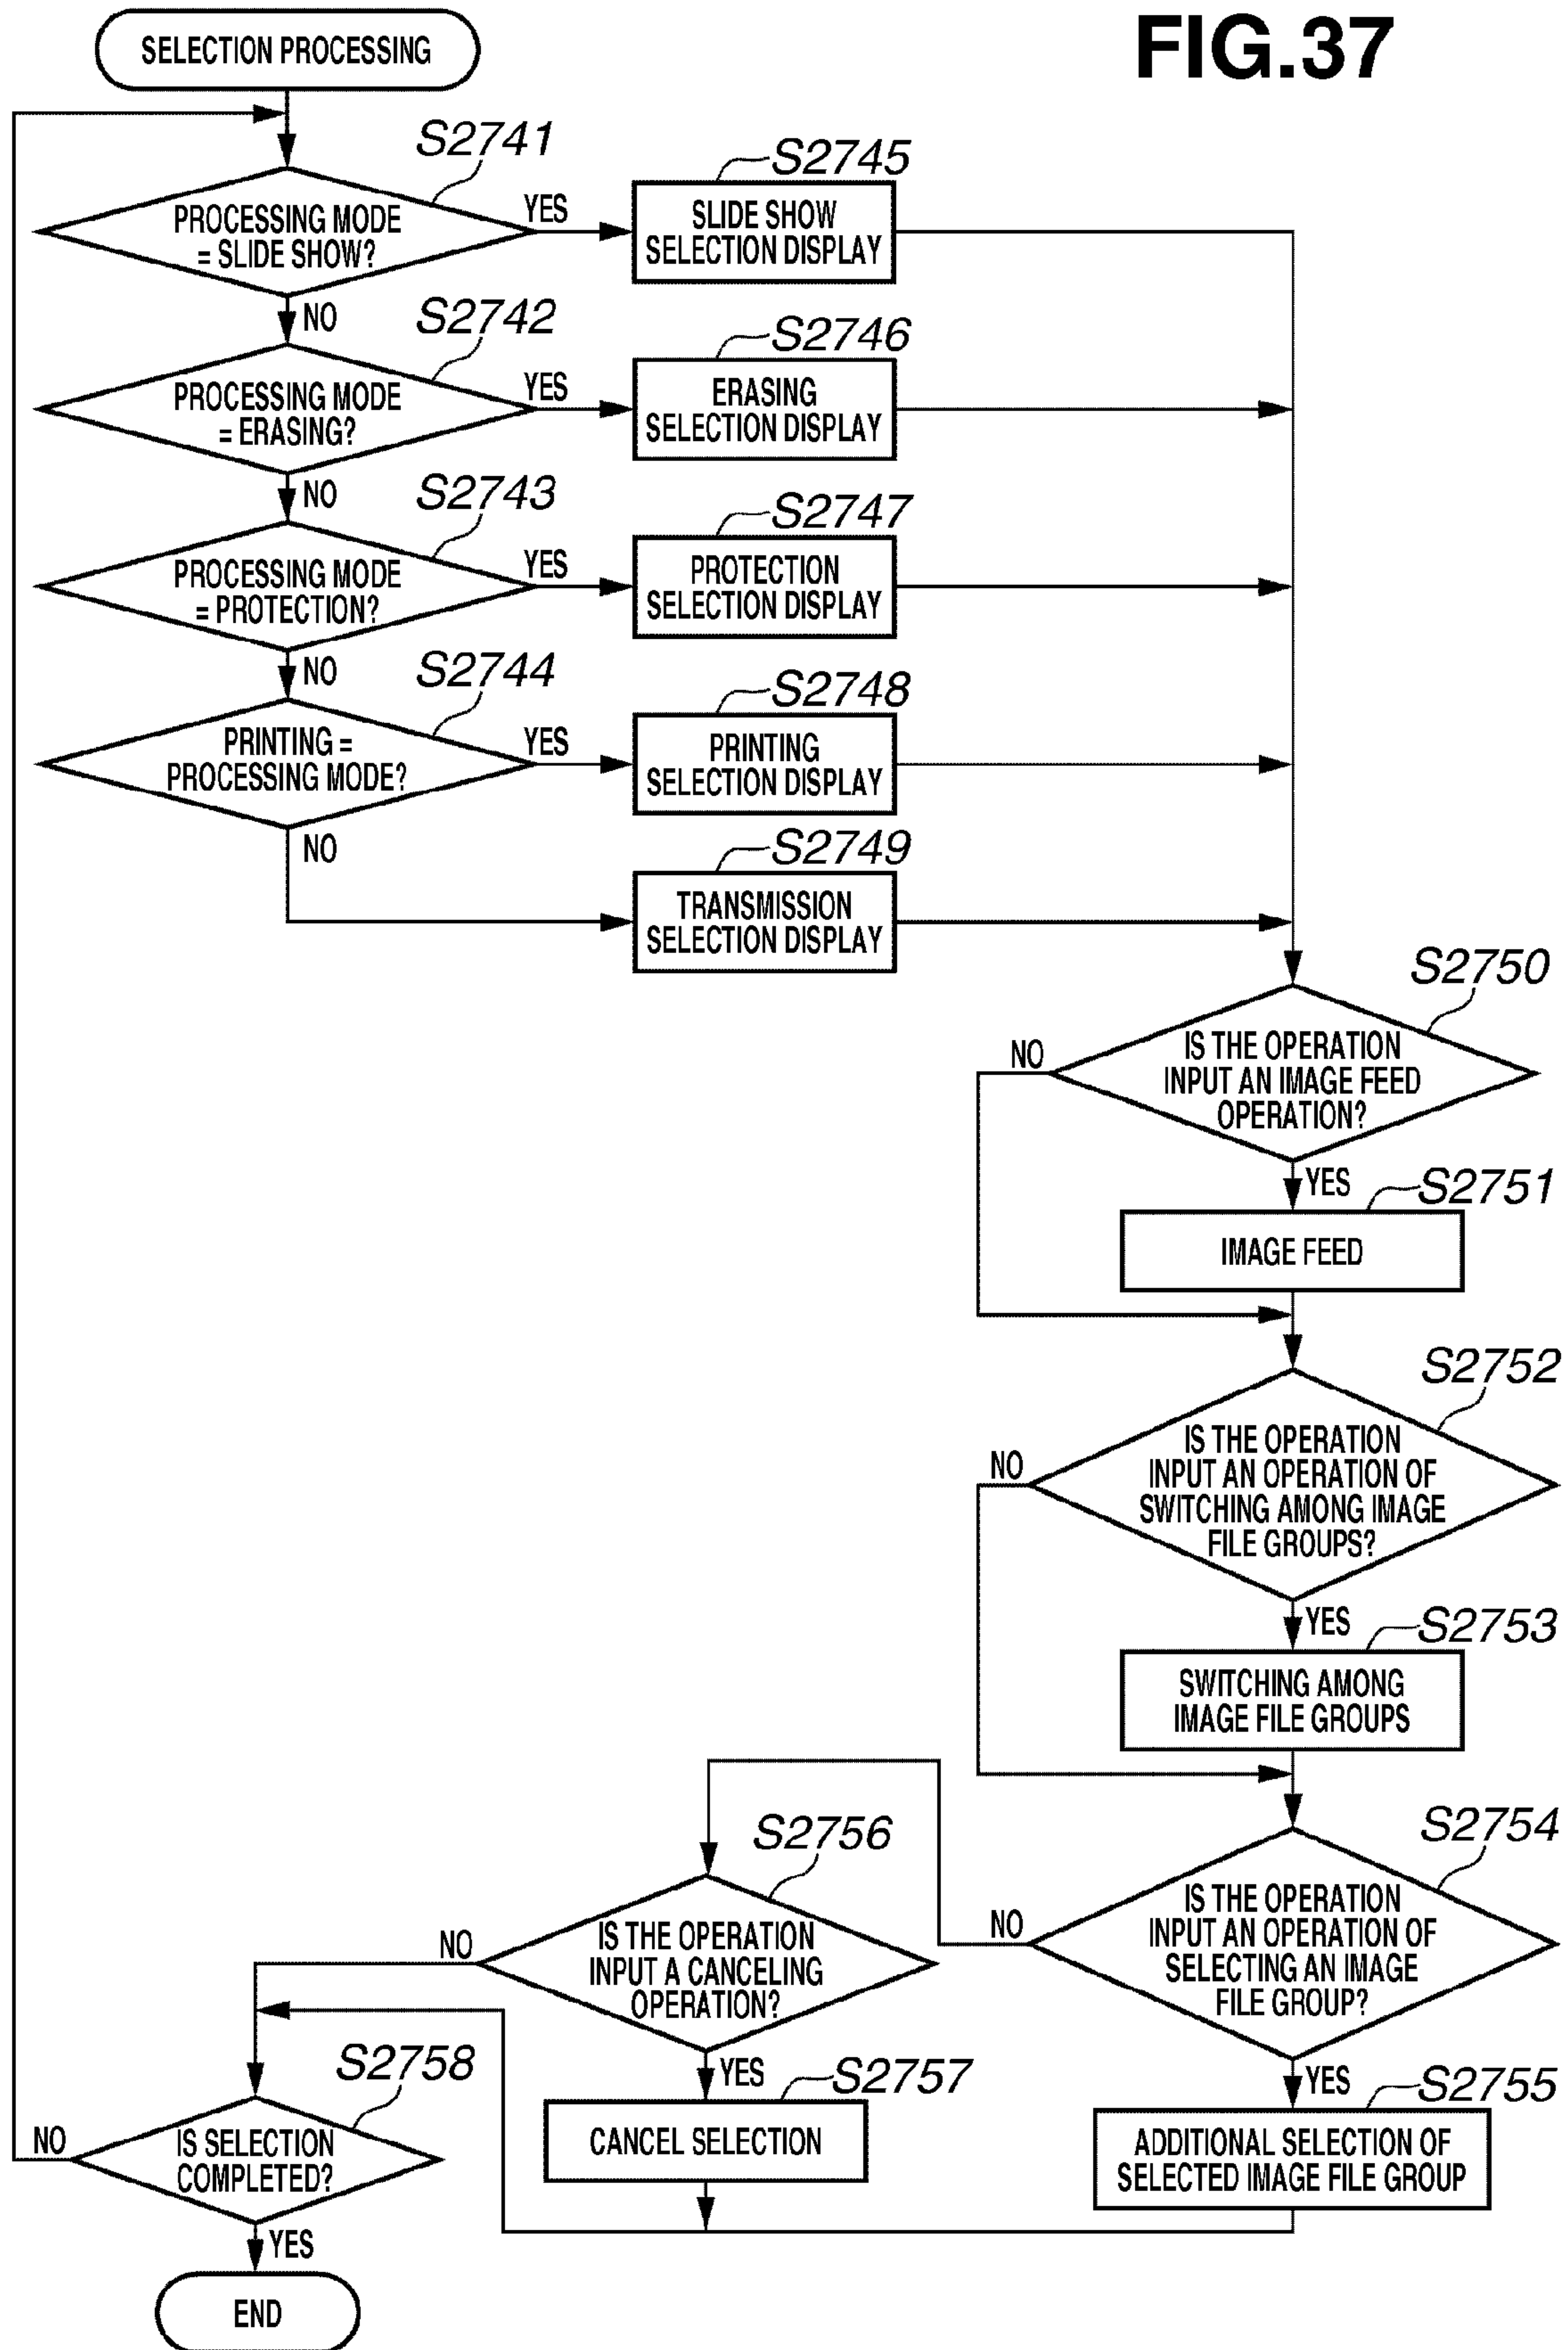 FIG.37
SELECTION PROCESSING
S2741
PROCESSING MODE
= SLIDE SHOW?
YES
NO
S2745
SLIDE SHOW
SELECTION DISPLAY
S2742
PROCESSING MODE
= ERASING?
YES
NO
S2746
ERASING
SELECTION DISPLAY
S2743
PROCESSING MODE
= PROTECTION?
YES
NO
S2747
PROTECTION
SELECTION DISPLAY
S2744
PRINTING =
PROCESSING MODE?
YES
NO
S2748
PRINTING
SELECTION DISPLAY
S2749
TRANSMISSION
SELECTION DISPLAY
S2750
IS THE OPERATION
INPUT AN IMAGE FEED
OPERATION?
NO
YES
S2751
IMAGE FEED
S2752
IS THE OPERATION
INPUT AN OPERATION OF
SWITCHING AMONG IMAGE
FILE GROUPS?
NO
YES
S2753
SWITCHING AMONG
IMAGE FILE GROUPS
S2754
IS THE OPERATION
INPUT AN OPERATION OF
SELECTING AN IMAGE
FILE GROUP?
NO
YES
S2755
ADDITIONAL SELECTION OF
SELECTED IMAGE FILE GROUP
S2756
IS THE OPERATION
INPUT A CANCELING
OPERATION?
NO
YES
S2757
CANCEL SELECTION
S2758
IS SELECTION
COMPLETED?
NO
YES
END